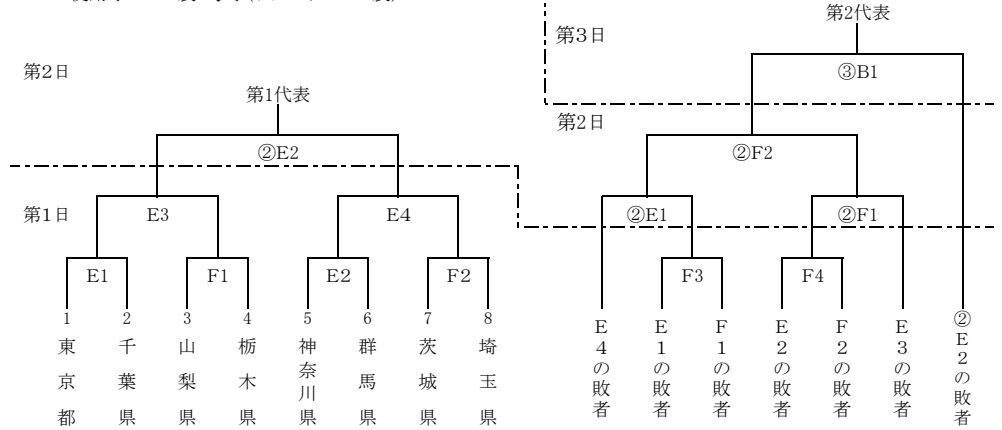 第2日
第1代表
②E2
第1日
E3
E4
E1
F1
E2
F2
1
2
3
4
5
6
7
8
東京都
千葉県
山梨県
栃木県
神奈川県
群馬県
茨城県
埼玉県
第2代表
第3日
③B1
第2日
②F2
②E1
②F1
F3
F4
E4の敗者
E1の敗者
F1の敗者
E2の敗者
F2の敗者
E3の敗者
②E2の敗者